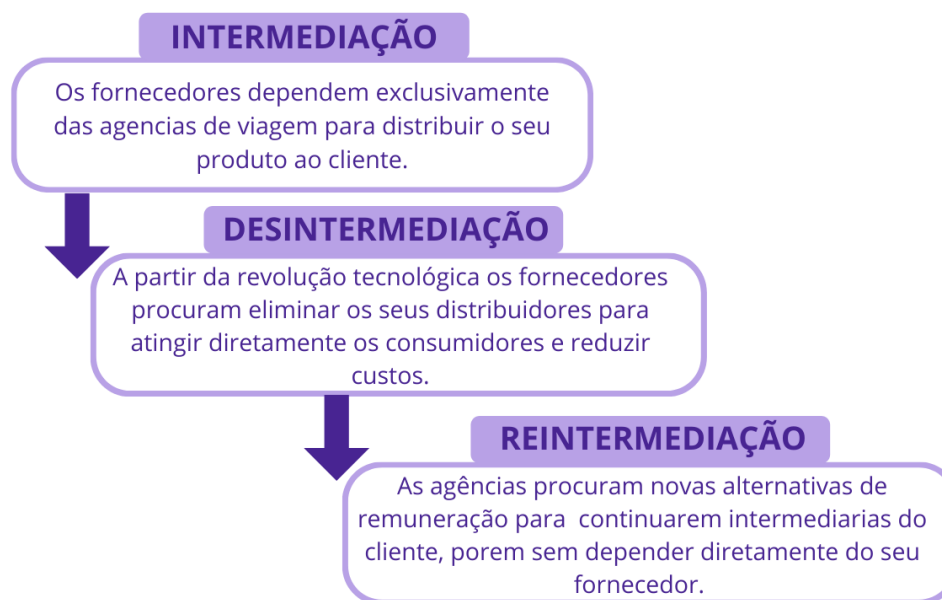 INTERMEDIAÇÃO
Os fornecedores dependem exclusivamente
das agencias de viagem para distribuir o seu
produto ao cliente.
DESINTERMEDIAÇÃO
A partir da revolução tecnológica os fornecedores
procuram eliminar os seus distribuidores para
atingir diretamente os consumidores e reduzir
custos.
REINTERMEDIAÇÃO
As agências procuram novas alternativas de
remuneração para  continuarem intermediarias do
cliente, porem sem depender diretamente do seu
fornecedor.